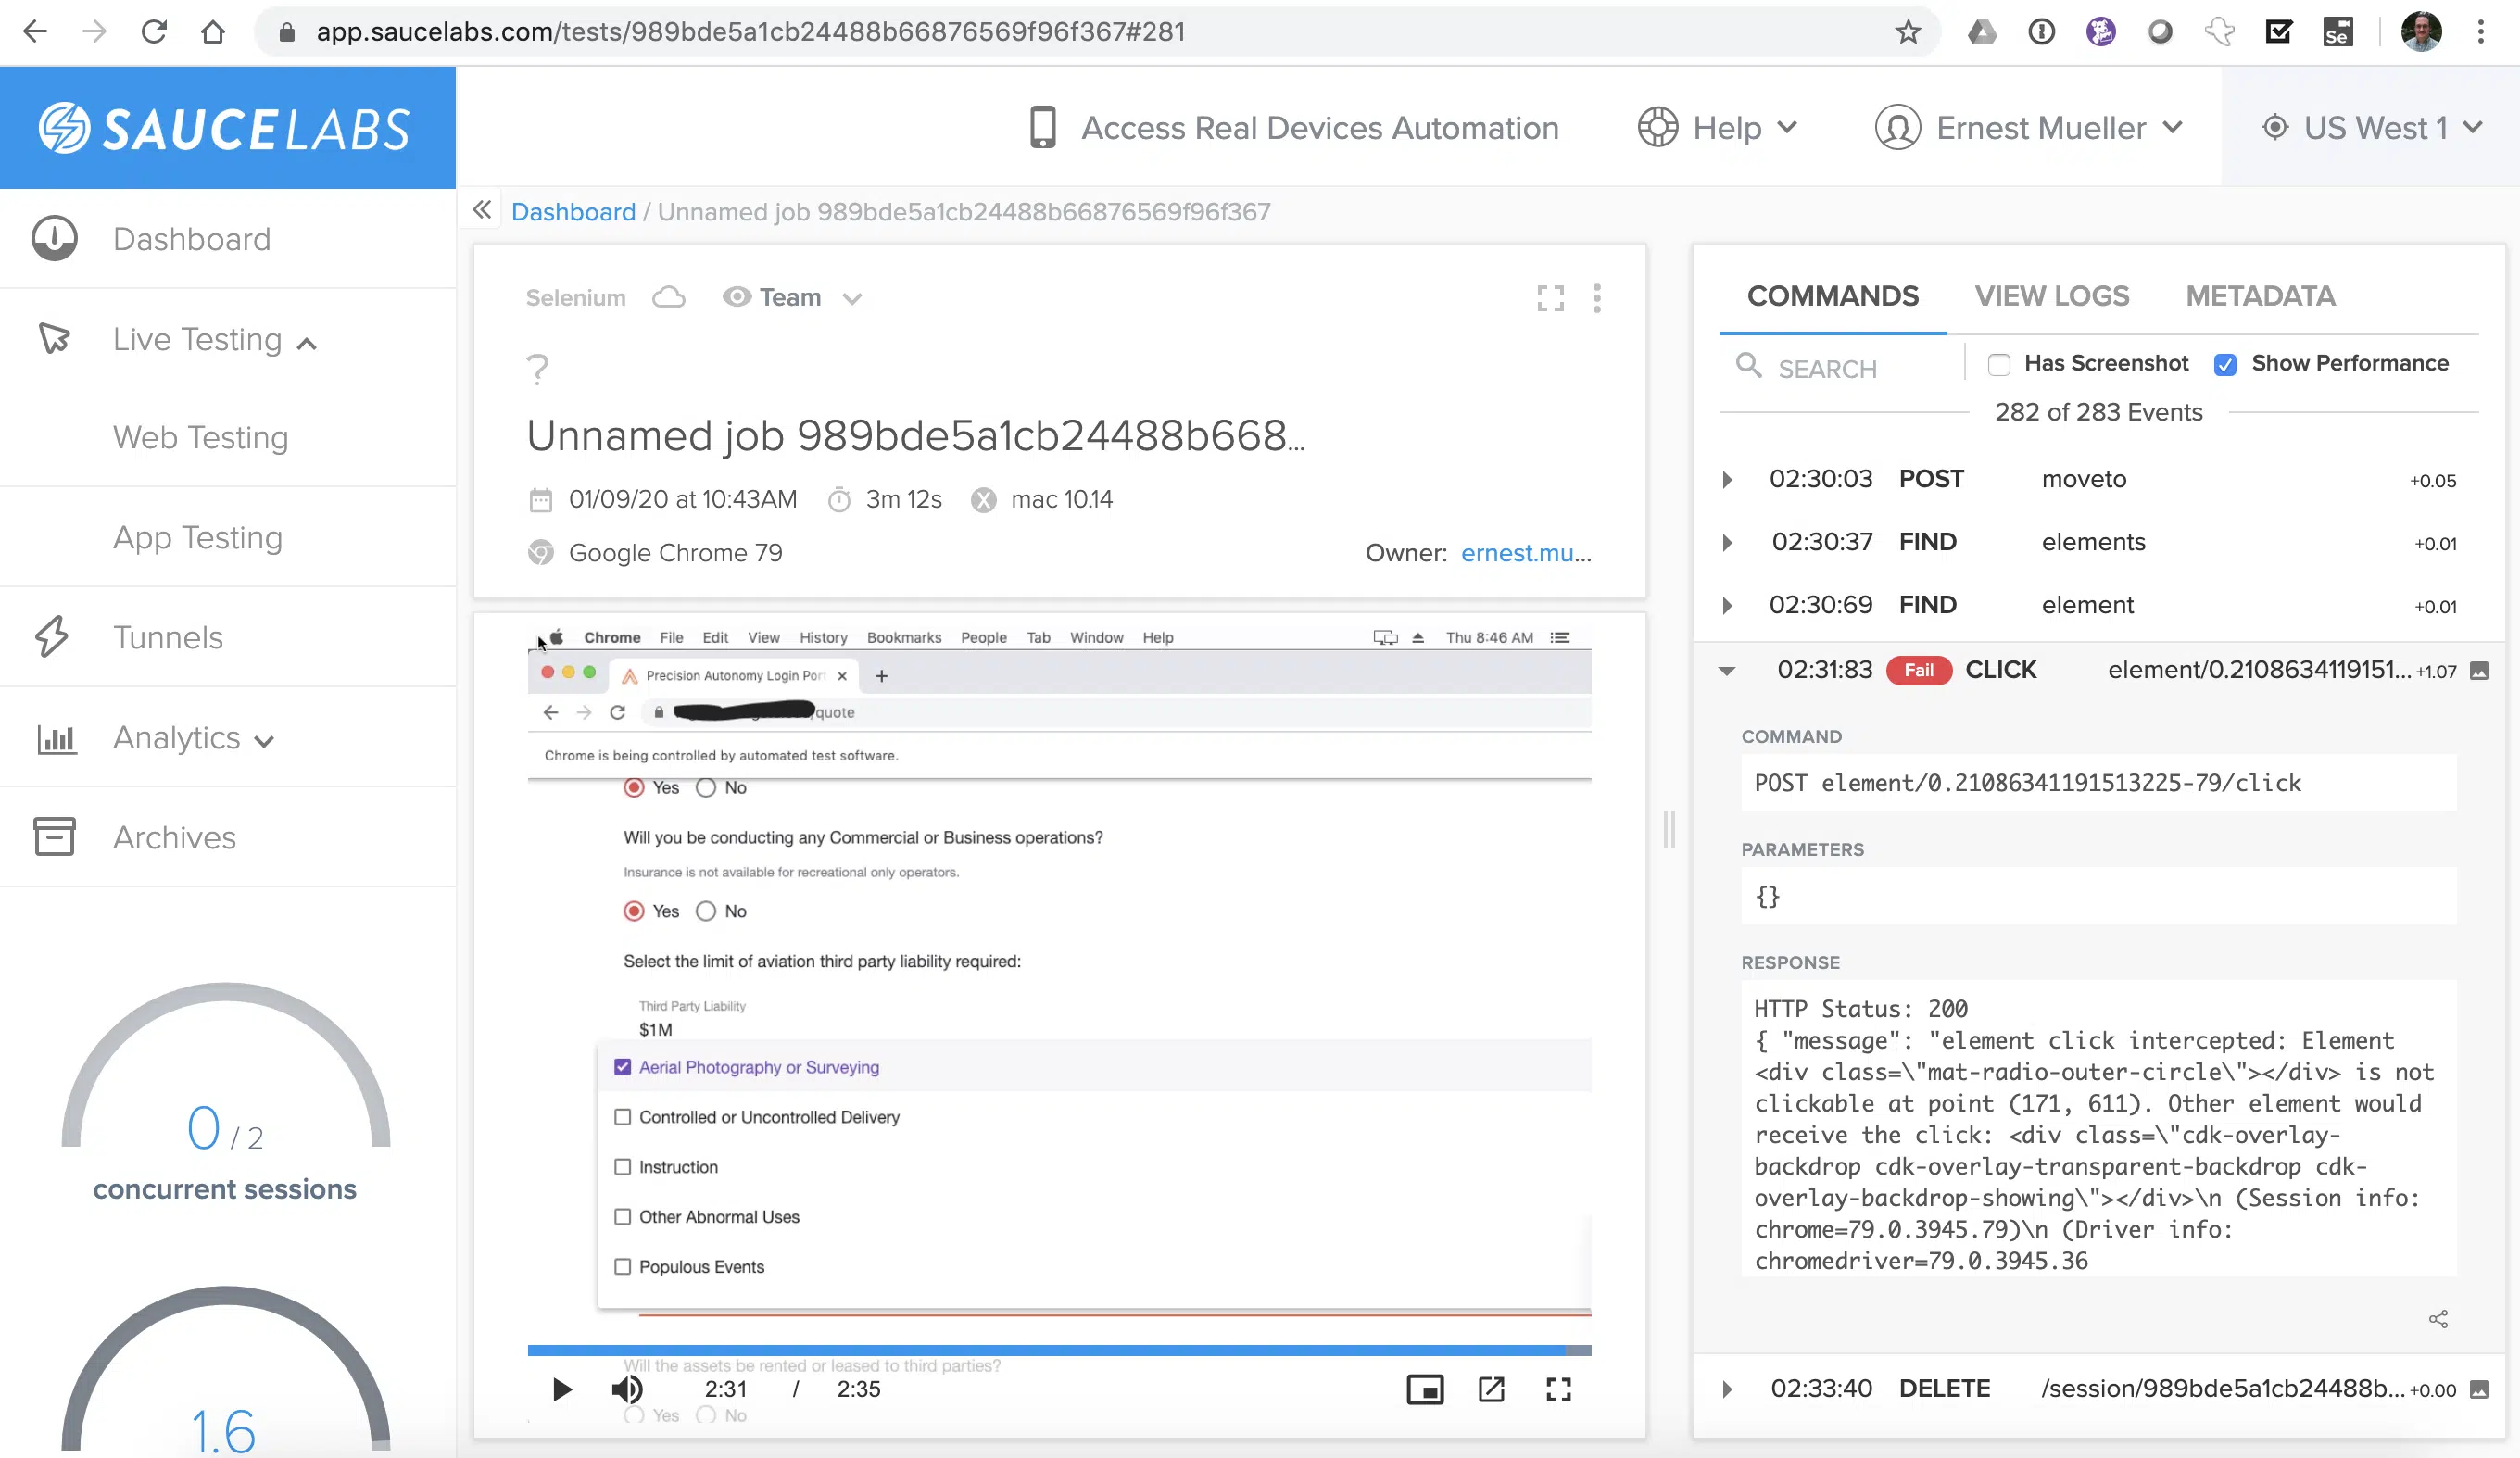 app.saucelabs.com/tests/989bde5a1cb24488b66876569f96f367#281
Se
SAUCELABS
Access Real Devices Automation
Help
Ernest Mueller
US West 1
Dashboard
Live Testing
Web Testing
App Testing
Tunnels
Analytics
Archives
0 / 2
concurrent sessions
1.6
Dashboard / Unnamed job 989bde5a1cb24488b66876569f96f367
Selenium Team
?
Unnamed job 989bde5a1cb24488b668...
01/09/20 at 10:43AM 3m 12s mac 10.14
Google Chrome 79 Owner: ernest.mu...
Chrome File Edit View History Bookmarks People Tab Window Help Thu 8:46 AM
Precision Autonomy Login Por
/quote
Chrome is being controlled by automated test software.
Yes No
Will you be conducting any Commercial or Business operations?
Insurance is not available for recreational only operators.
Yes No
Select the limit of aviation third party liability required:
Third Party Liability
$1M
Aerial Photography or Surveying
Controlled or Uncontrolled Delivery
Instruction
Other Abnormal Uses
Populous Events
Will the assets be rented or leased to third parties?
2:31 / 2:35
Yes No
COMMANDS VIEW LOGS METADATA
SEARCH Has Screenshot Show Performance
282 of 283 Events
02:30:03 POST moveto +0.05
02:30:37 FIND elements +0.01
02:30:69 FIND element +0.01
02:31:83 Fail CLICK element/0.2108634119151... +1.07
COMMAND
POST element/0.21086341191513225-79/click
PARAMETERS
{}
RESPONSE
HTTP Status: 200
{ "message": "element click intercepted: Element
<div class=\"mat-radio-outer-circle\"></div> is not
clickable at point (171, 611). Other element would
receive the click: <div class=\"cdk-overlay-
backdrop cdk-overlay-transparent-backdrop cdk-
overlay-backdrop-showing\"></div>\n (Session info:
chrome=79.0.3945.79)\n (Driver info:
chromedriver=79.0.3945.36
02:33:40 DELETE /session/989bde5a1cb24488b... +0.00